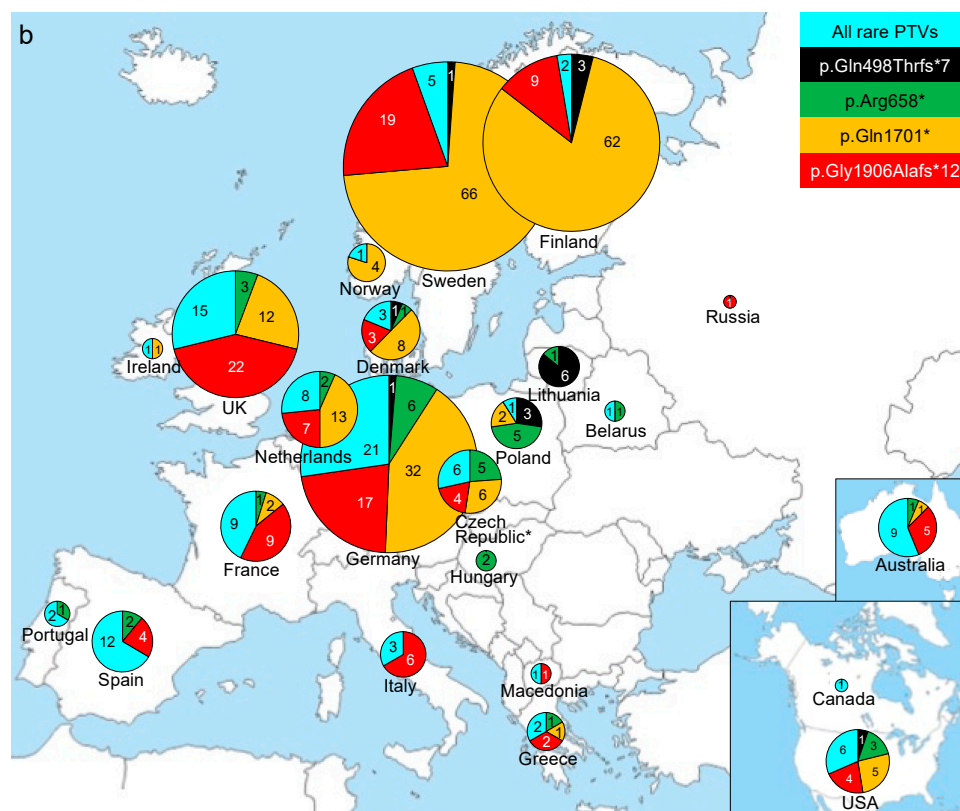 b
All rare PTVs
p.Gln498Thrfs*7
p.Arg658*
p.Gln1701*
p.Gly1906Alafs*12
5
1
19
66
Sweden
2
3
9
62
Finland
1
4
Norway
1
Russia
15
3
12
22
UK
1
1
Ireland
3
1
1
3
8
Denmark
1
6
Lithuania
1
1
Belarus
8
2
7
13
Netherlands
1
6
21
32
17
Germany
1
3
2
5
Poland
6
5
4
6
Czech
Republic*
2
Hungary
1
2
9
9
France
1
1
9
5
Australia
2
1
Portugal
2
12
4
Spain
3
6
Italy
1
1
Macedonia
2
1
1
2
Greece
1
Canada
1
6
3
4
5
USA